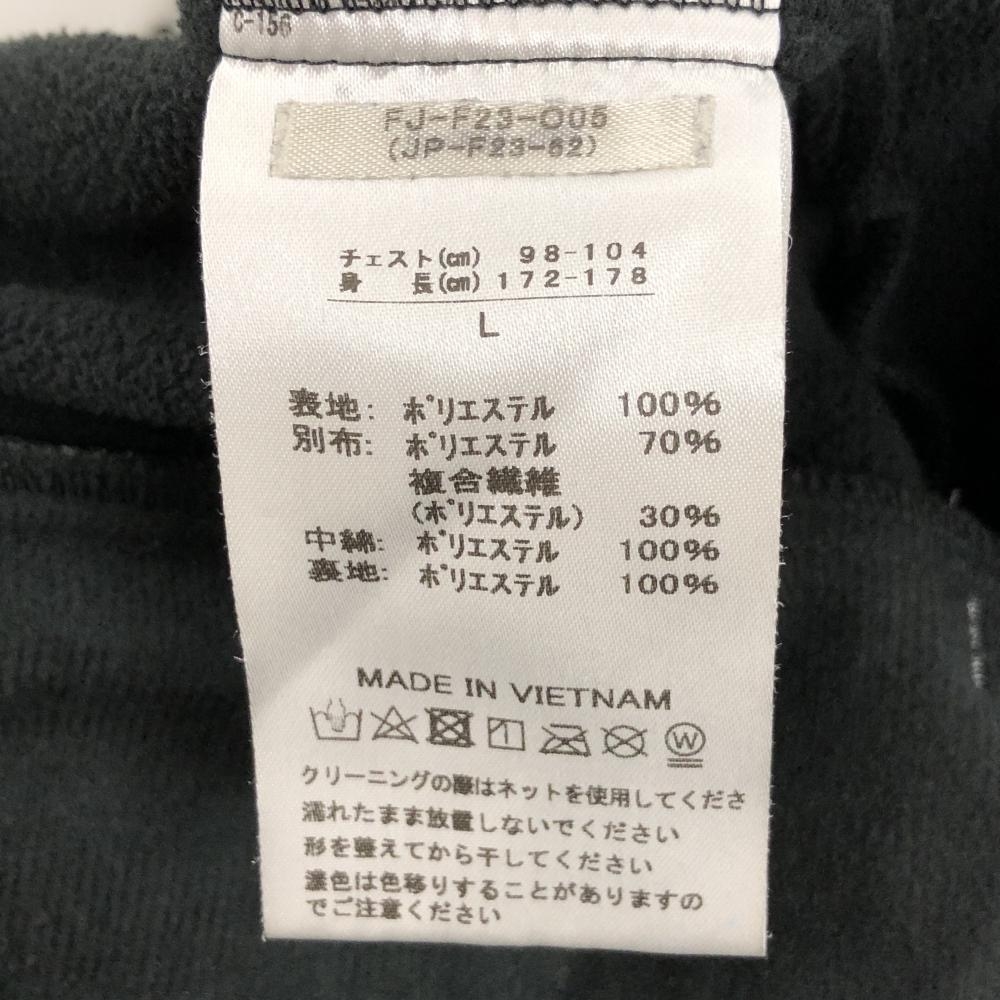 C-156
FJ-F23-O05
(JP-F23-62)
チェスト(cm) 98-104
身 長(cm) 172-178
L
表地: ポリエステル 100%
別布: ポリエステル 70%
複合繊維
(ポリエステル) 30%
中綿: ポリエステル 100%
裏地: ポリエステル 100%
MADE IN VIETNAM
W
クリーニングの際はネットを使用してくださ
濡れたまま放置しないでください
形を整えてから干してください
濃色は色移りすることがありますの
でご注意ください